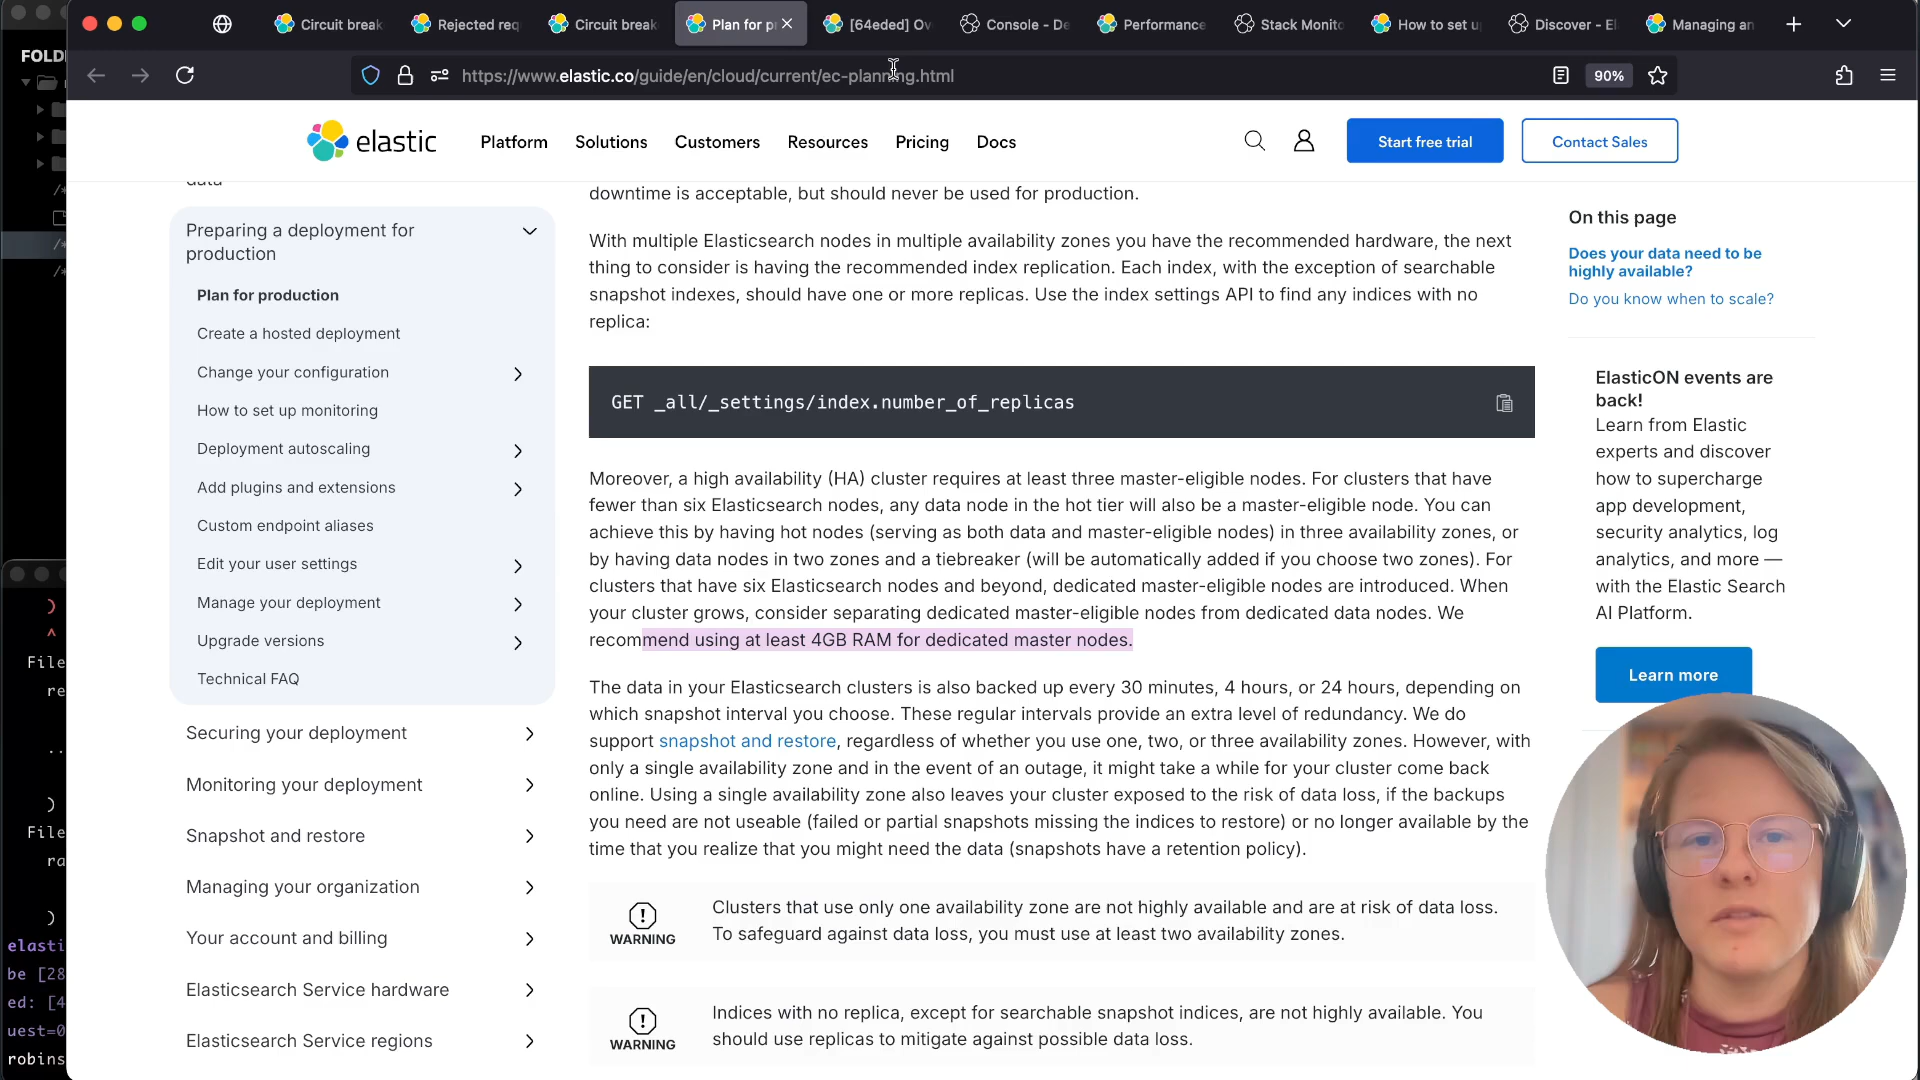 FOLD
Circuit break
Rejected req
Circuit break
Plan for p
[64eded] Ov
Console - De
Performance
Stack Monito
How to set u
Discover - El
Managing an
https://www.elastic.co/guide/en/cloud/current/ec-planning.html
90%
elastic
Platform
Solutions
Customers
Resources
Pricing
Docs
Start free trial
Contact Sales
data
Preparing a deployment for
production
Plan for production
Create a hosted deployment
Change your configuration
How to set up monitoring
Deployment autoscaling
Add plugins and extensions
Custom endpoint aliases
Edit your user settings
Manage your deployment
Upgrade versions
Technical FAQ
Securing your deployment
Monitoring your deployment
Snapshot and restore
Managing your organization
Your account and billing
Elasticsearch Service hardware
Elasticsearch Service regions
downtime is acceptable, but should never be used for production.
With multiple Elasticsearch nodes in multiple availability zones you have the recommended hardware, the next
thing to consider is having the recommended index replication. Each index, with the exception of searchable
snapshot indexes, should have one or more replicas. Use the index settings API to find any indices with no
replica:
GET _all/_settings/index.number_of_replicas
Moreover, a high availability (HA) cluster requires at least three master-eligible nodes. For clusters that have
fewer than six Elasticsearch nodes, any data node in the hot tier will also be a master-eligible node. You can
achieve this by having hot nodes (serving as both data and master-eligible nodes) in three availability zones, or
by having data nodes in two zones and a tiebreaker (will be automatically added if you choose two zones). For
clusters that have six Elasticsearch nodes and beyond, dedicated master-eligible nodes are introduced. When
your cluster grows, consider separating dedicated master-eligible nodes from dedicated data nodes. We
recommend using at least 4GB RAM for dedicated master nodes.
The data in your Elasticsearch clusters is also backed up every 30 minutes, 4 hours, or 24 hours, depending on
which snapshot interval you choose. These regular intervals provide an extra level of redundancy. We do
support snapshot and restore, regardless of whether you use one, two, or three availability zones. However, with
only a single availability zone and in the event of an outage, it might take a while for your cluster come back
online. Using a single availability zone also leaves your cluster exposed to the risk of data loss, if the backups
you need are not useable (failed or partial snapshots missing the indices to restore) or no longer available by the
time that you realize that you might need the data (snapshots have a retention policy).
WARNING
Clusters that use only one availability zone are not highly available and are at risk of data loss.
To safeguard against data loss, you must use at least two availability zones.
WARNING
Indices with no replica, except for searchable snapshot indices, are not highly available. You
should use replicas to mitigate against possible data loss.
On this page
Does your data need to be
highly available?
Do you know when to scale?
ElasticON events are
back!
Learn from Elastic
experts and discover
how to supercharge
app development,
security analytics, log
analytics, and more —
with the Elastic Search
AI Platform.
Learn more
/*
/*
/*
)
^
File
re
..
)
File
ra
)
elasti
be [28
ed: [4
uest=0
robins